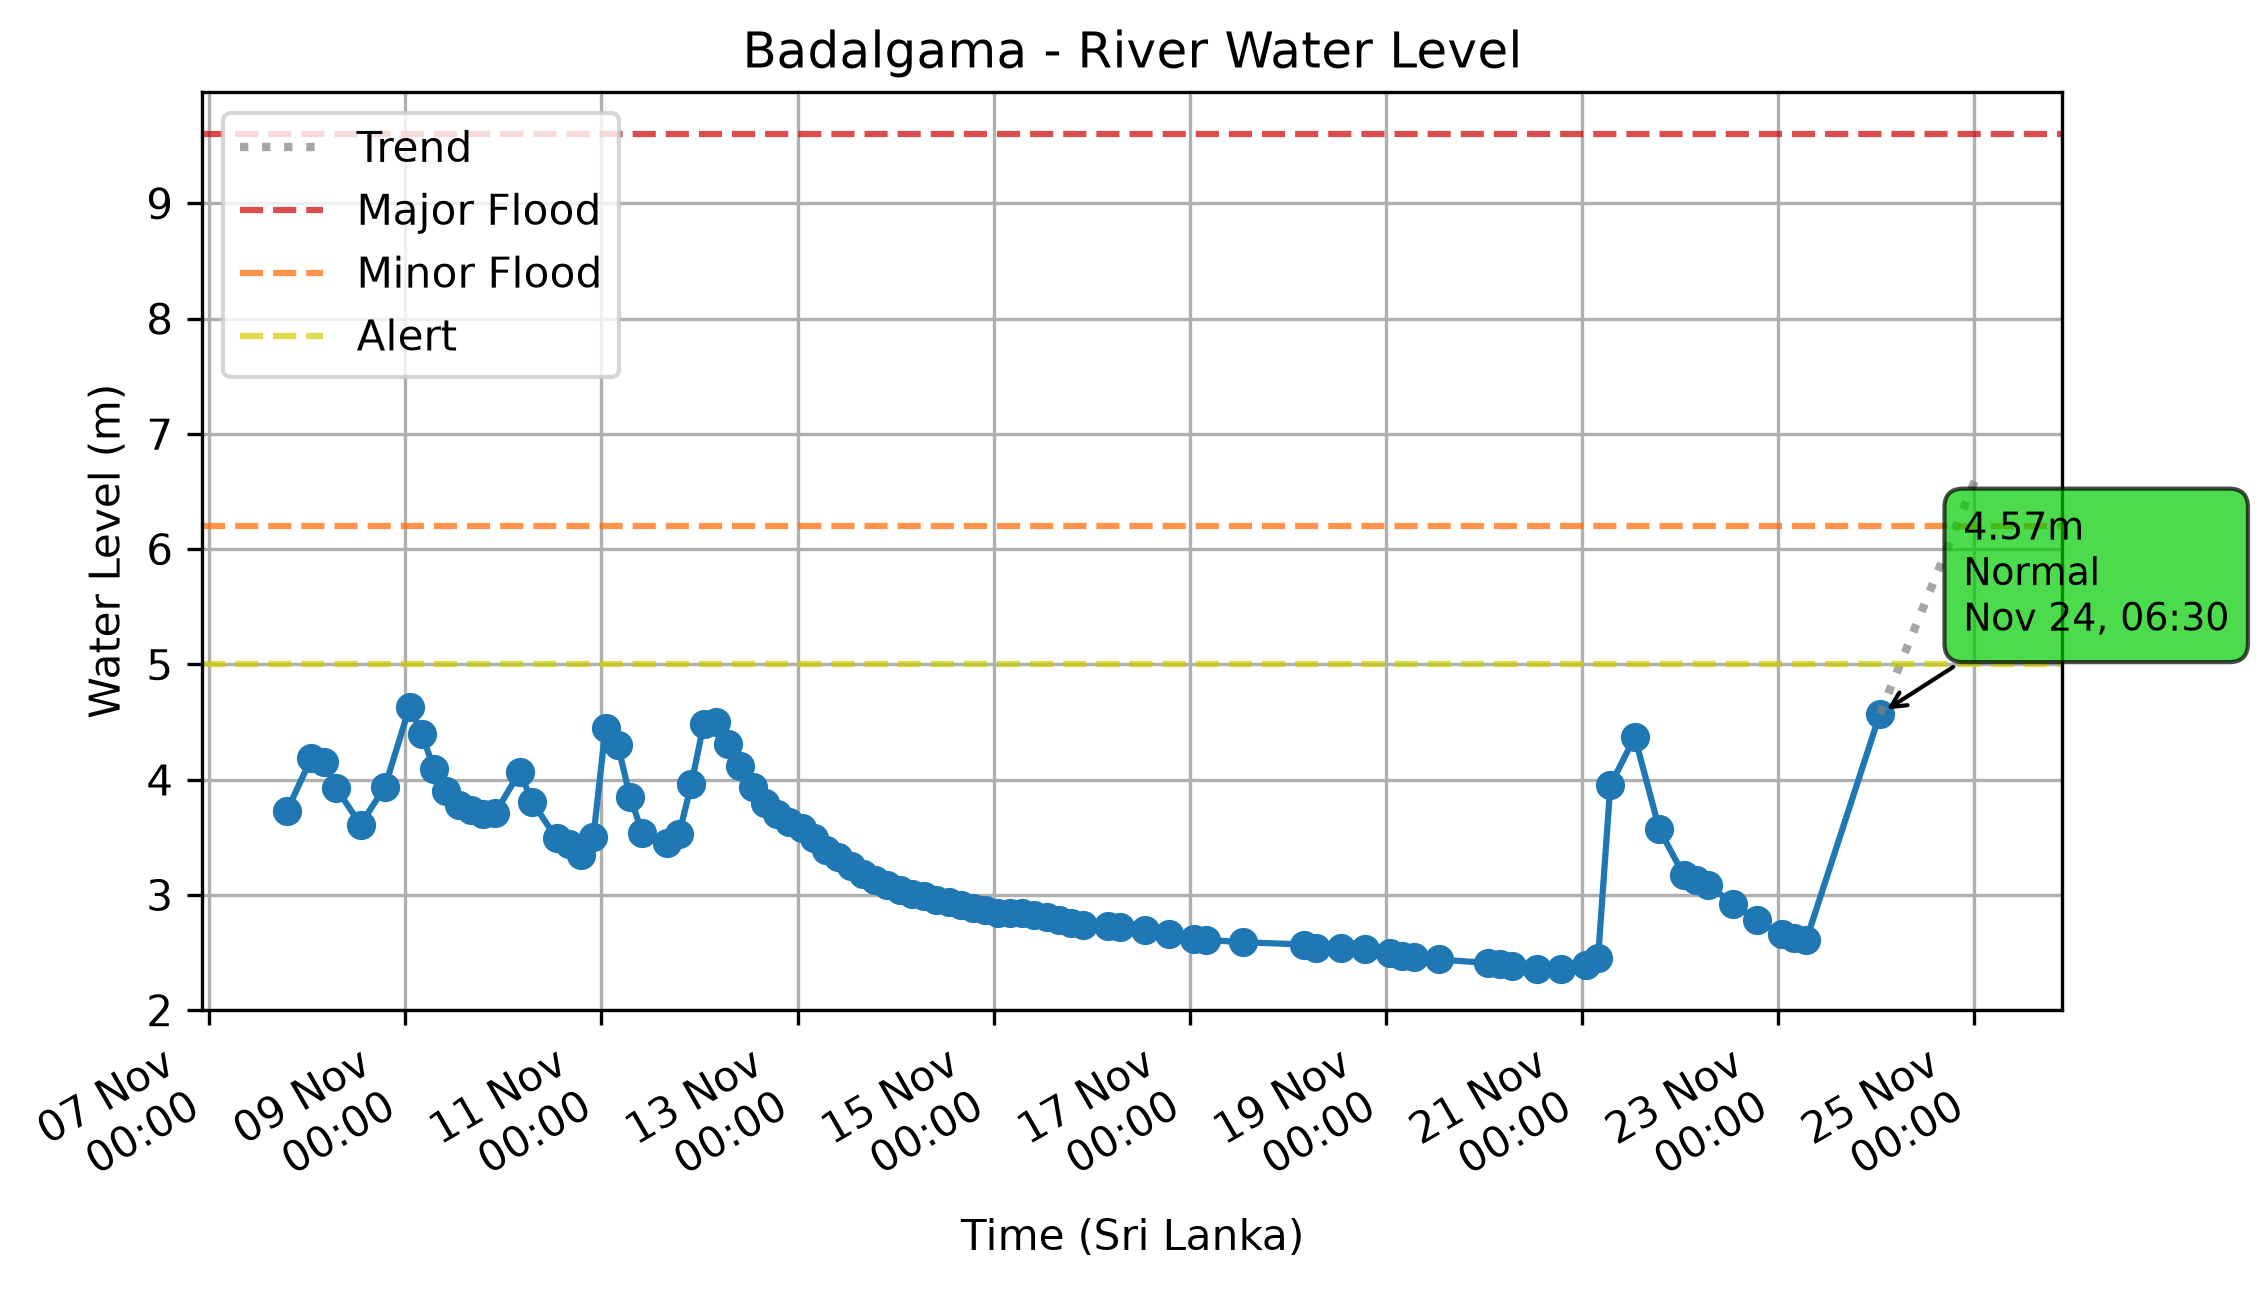 Badalgama - River Water Level
Trend
Major Flood
Minor Flood
Alert
Water Level (m)
9
8
7
6
5
4
3
2
4.57m
Normal
Nov 24, 06:30
07 Nov
00:00
09 Nov
00:00
11 Nov
00:00
13 Nov
00:00
15 Nov
00:00
17 Nov
00:00
19 Nov
00:00
21 Nov
00:00
23 Nov
00:00
25 Nov
00:00
Time (Sri Lanka)